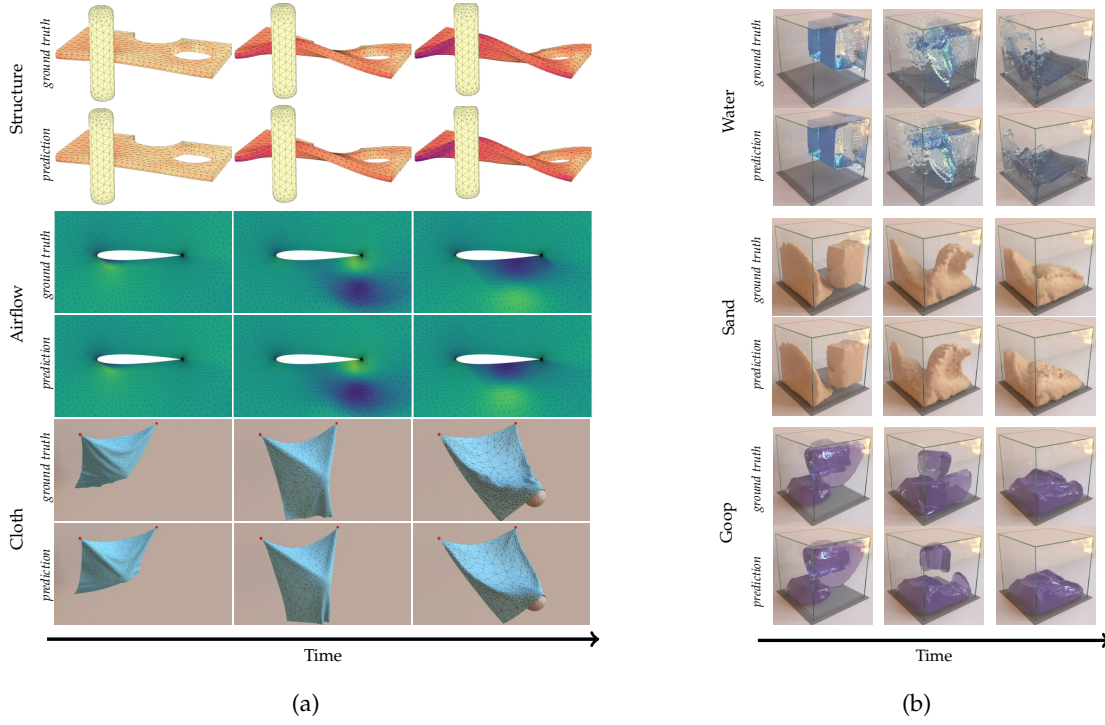 Structure
ground truth
prediction
Airflow
ground truth
prediction
Cloth
ground truth
prediction
Time
(a)
Water
ground truth
prediction
Sand
ground truth
prediction
Goop
ground truth
prediction
Time
(b)